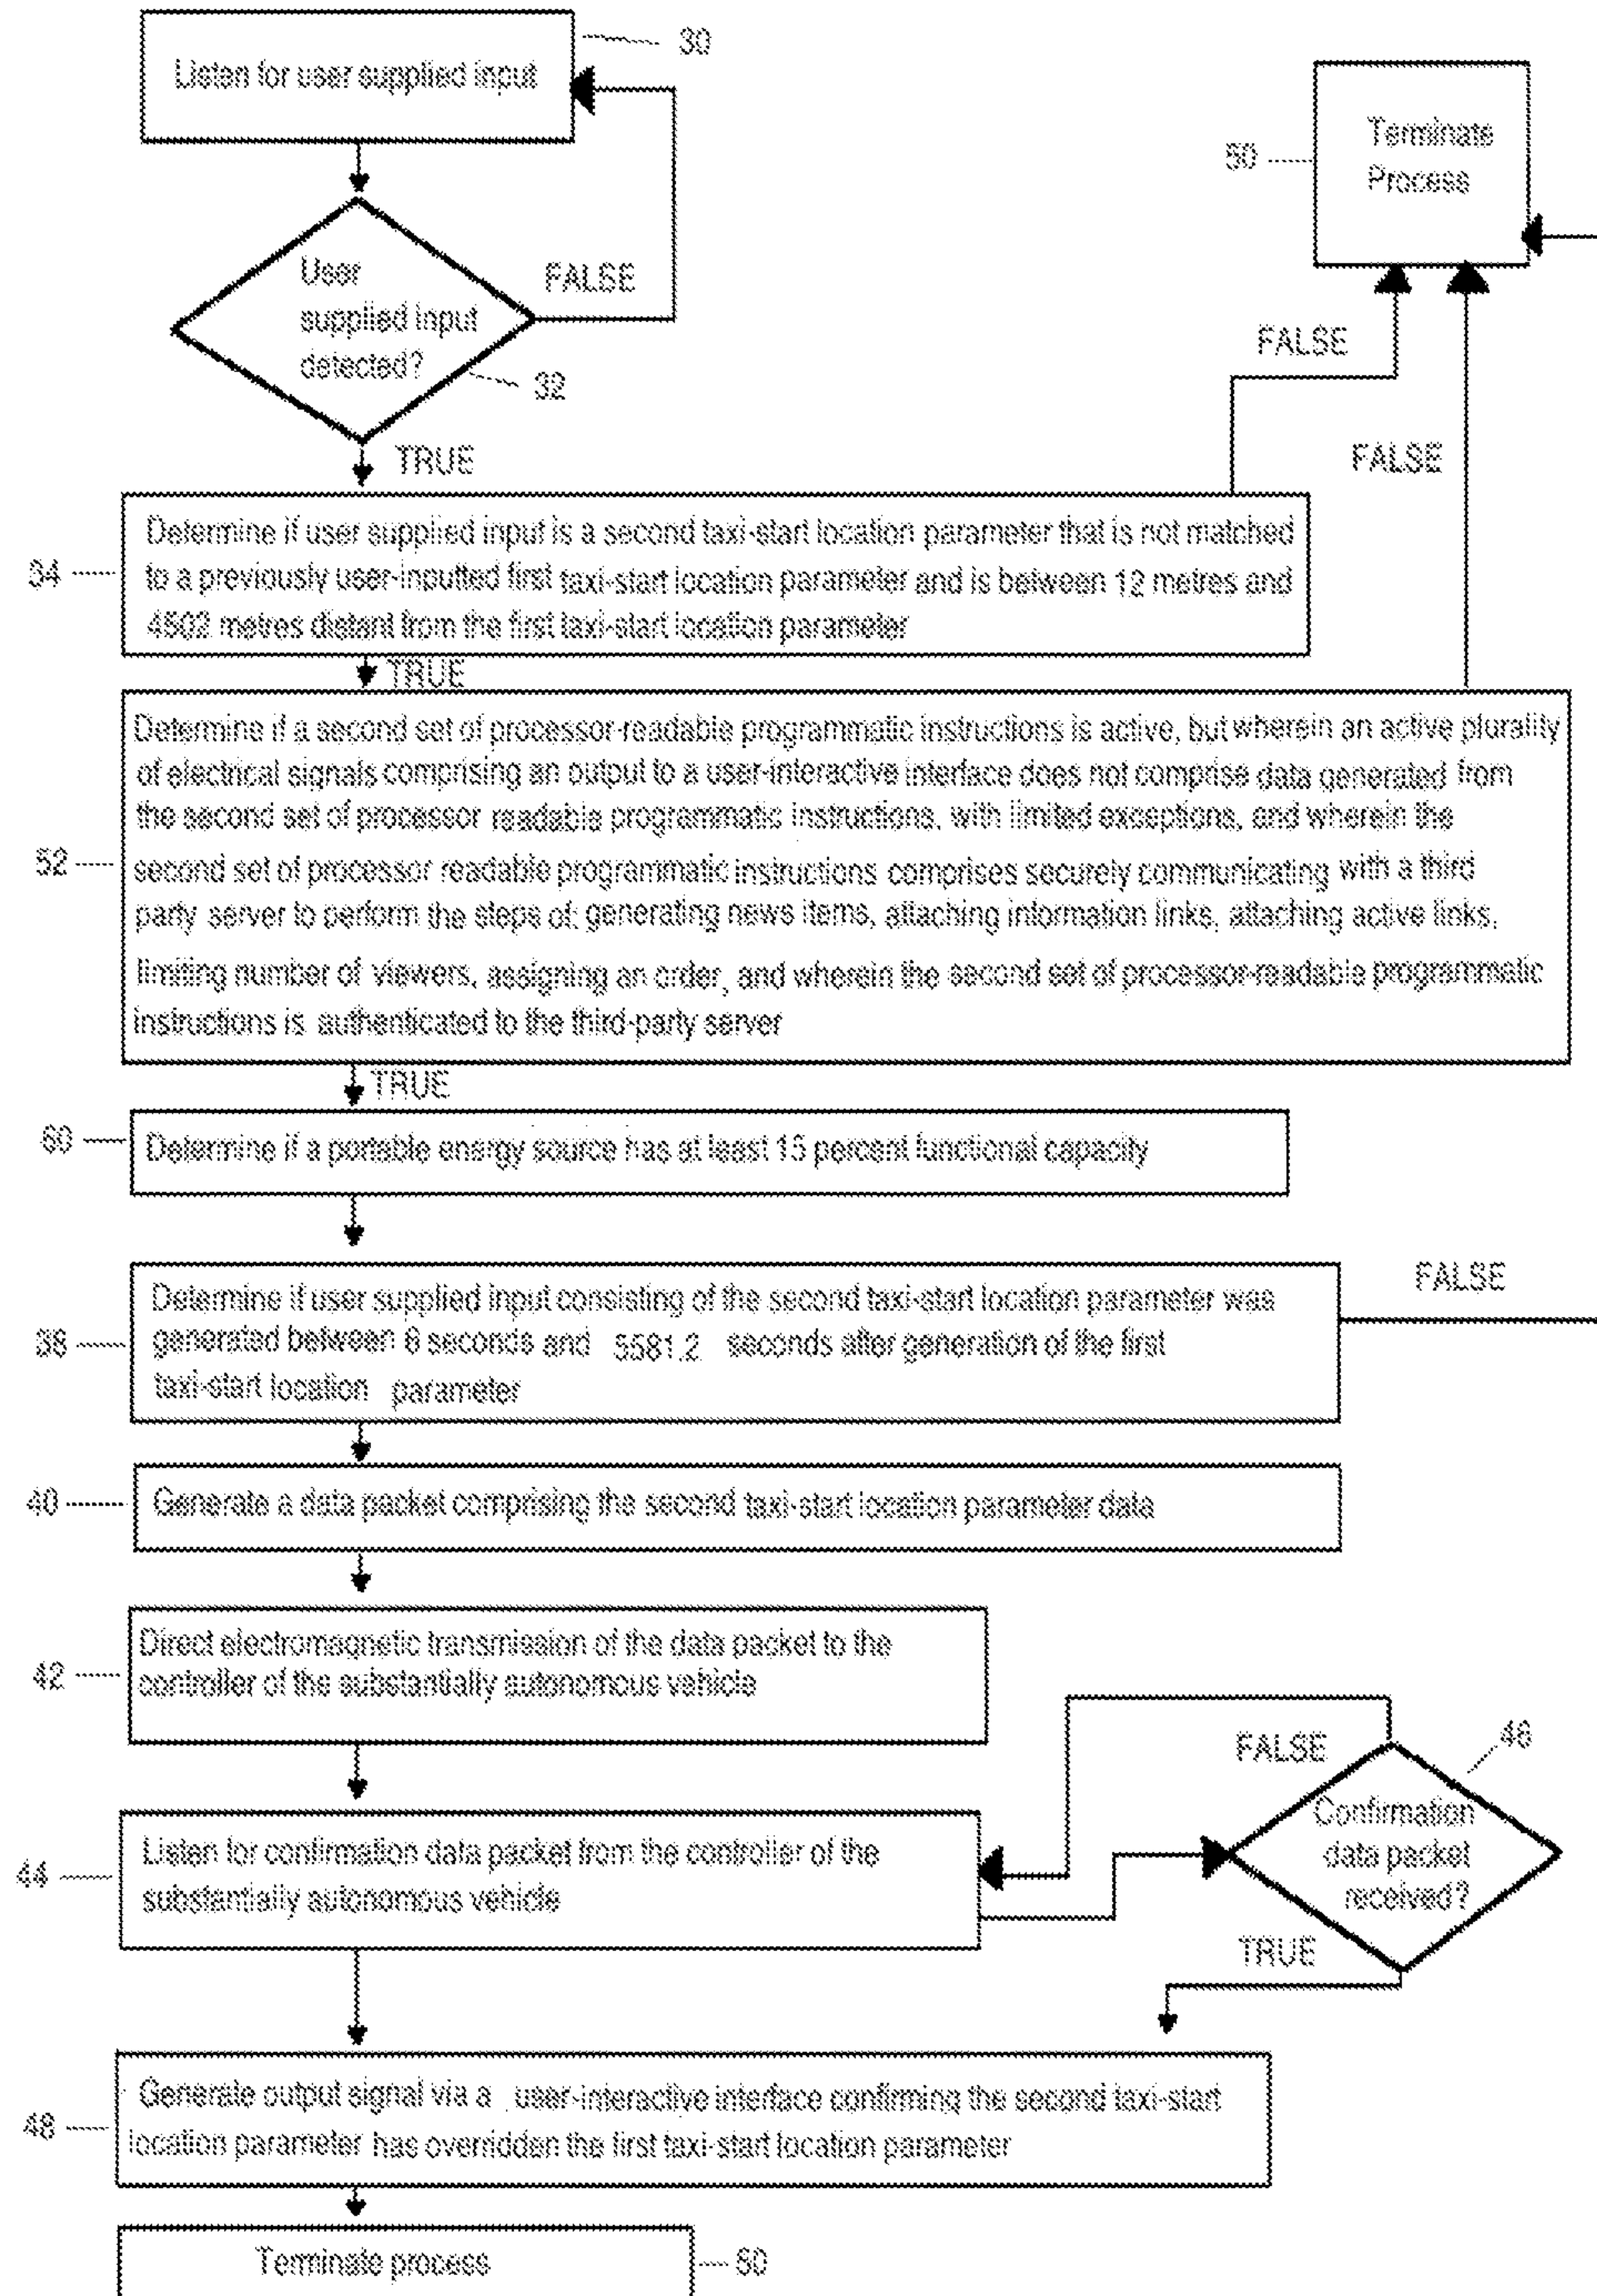 30
Listen for user supplied input
Terminate
Process
50
User
supplied input
detected?
FALSE
32
FALSE
TRUE
FALSE
34
Determine if user supplied input is a second taxi-start location parameter that is not matched
to a previously user-inputted first taxi-start location parameter and is between 12 metres and
4502 metres distant from the first taxi-start location parameter
TRUE
52
Determine if a second set of processor-readable programmatic instructions is active, but wherein an active plurality
of electrical signals comprising an output to a user-interactive interface does not comprise data generated from
the second set of processor readable programmatic instructions, with limited exceptions, and wherein the
second set of processor readable programmatic instructions comprises securely communicating with a third
party server to perform the steps of: generating news items, attaching information links, attaching active links,
limiting number of viewers, assigning an order, and wherein the second set of processor-readable programmatic
instructions is authenticated to the third-party server
TRUE
60
Determine if a portable energy source has at least 15 percent functional capacity
FALSE
38
Determine if user supplied input consisting of the second taxi-start location parameter was
generated between 6 seconds and 5581.2 seconds after generation of the first
taxi-start location parameter
40
Generate a data packet comprising the second taxi-start location parameter data
42
Direct electromagnetic transmission of the data packet to the
controller of the substantially autonomous vehicle
FALSE
46
Confirmation
data packet
received?
44
Listen for confirmation data packet from the controller of the
substantially autonomous vehicle
TRUE
48
Generate output signal via a user-interactive interface confirming the second taxi-start
location parameter has overridden the first taxi-start location parameter
Terminate process
50